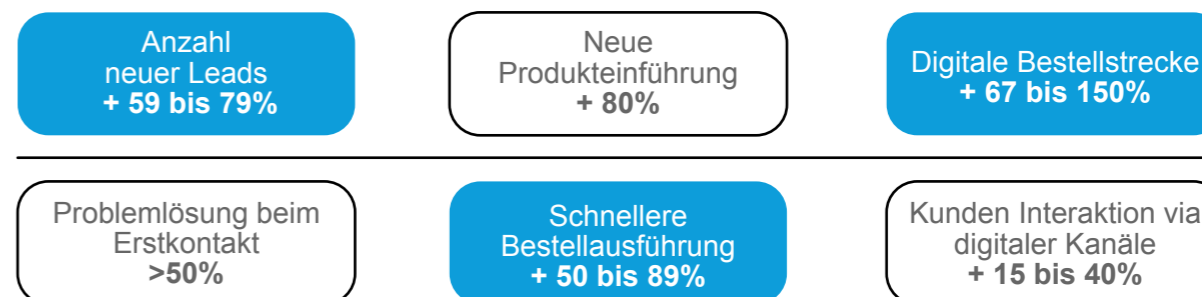 Anzahl
neuer Leads
+ 59 bis 79%
Neue
Produkteinführung
+ 80%
Digitale Bestellstrecke
+ 67 bis 150%
Problemlösung beim
Erstkontakt
>50%
Schnellere
Bestellausführung
+ 50 bis 89%
Kunden Interaktion via
digitaler Kanäle
+ 15 bis 40%